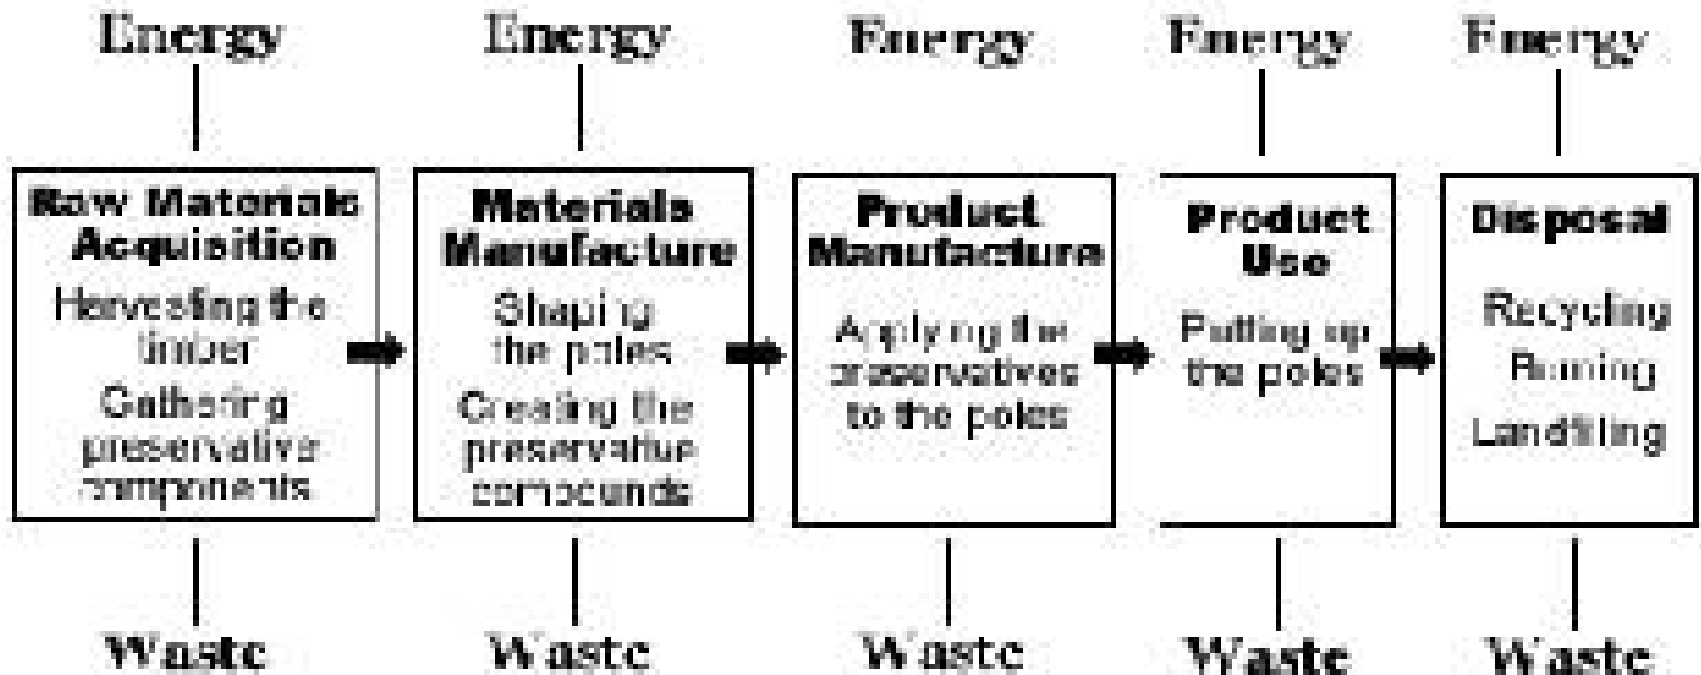 Energy
Energy
Energy
Energy
Energy
Raw Materials
Acquisition
Harvesting the
timber
Gathering
preservative
components
Materials
Manufacture
Shaping
the poles
Creating the
preservative
compounds
Product
Manufacture
Applying the
preservatives
to the poles
Product
Use
Putting up
the poles
Disposal
Recycling
Burning
Landfilling
Waste
Waste
Waste
Waste
Waste